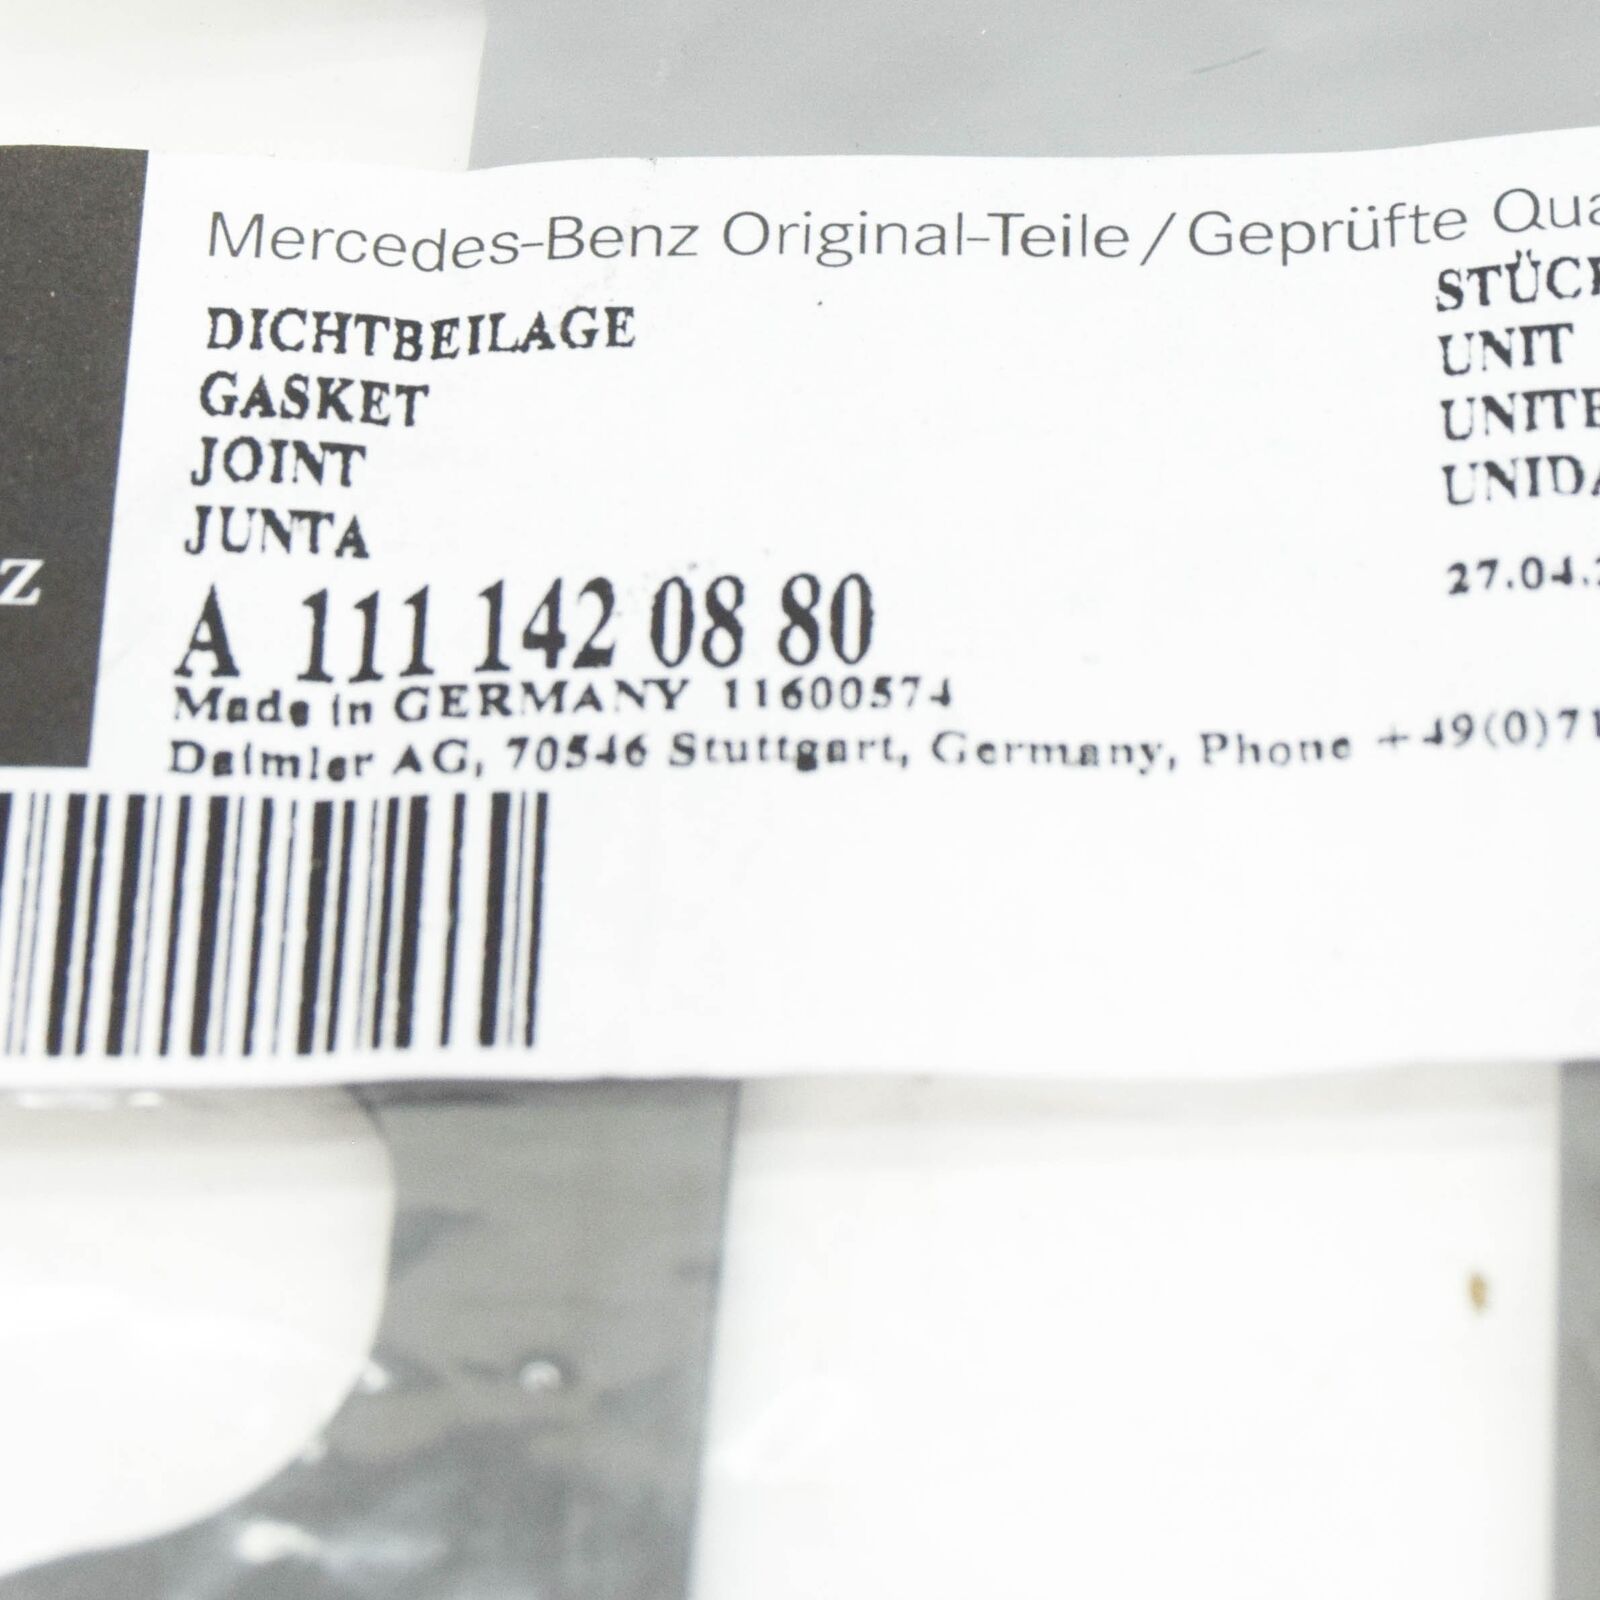 Mercedes-Benz Original-Teile / Geprüfte Qua
DICHTBEILAGE
GASKET
JOINT
JUNTA
STÜCK
UNIT
UNITE
UNIDA
27.04.
z
A 111 142 08 80
Made in GERMANY 11600574
Daimler AG, 70546 Stuttgart, Germany, Phone +49(0)71